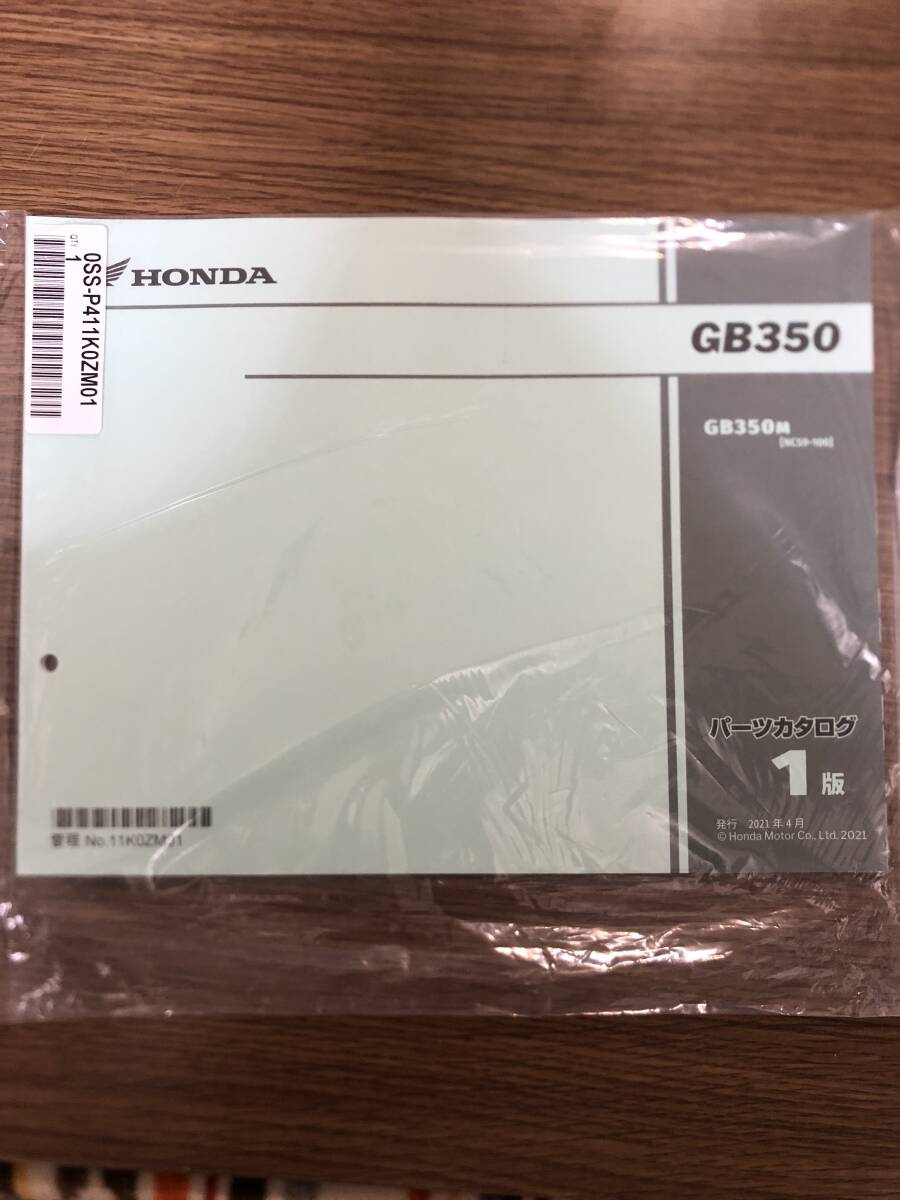 0SS-P411K0ZM01
QTY
1
HONDA
GB350
GB350M
[NC59-100]
パーツカタログ
1版
発行 2021年4月
© Honda Motor Co., Ltd. 2021
管理 No.11K0ZM01